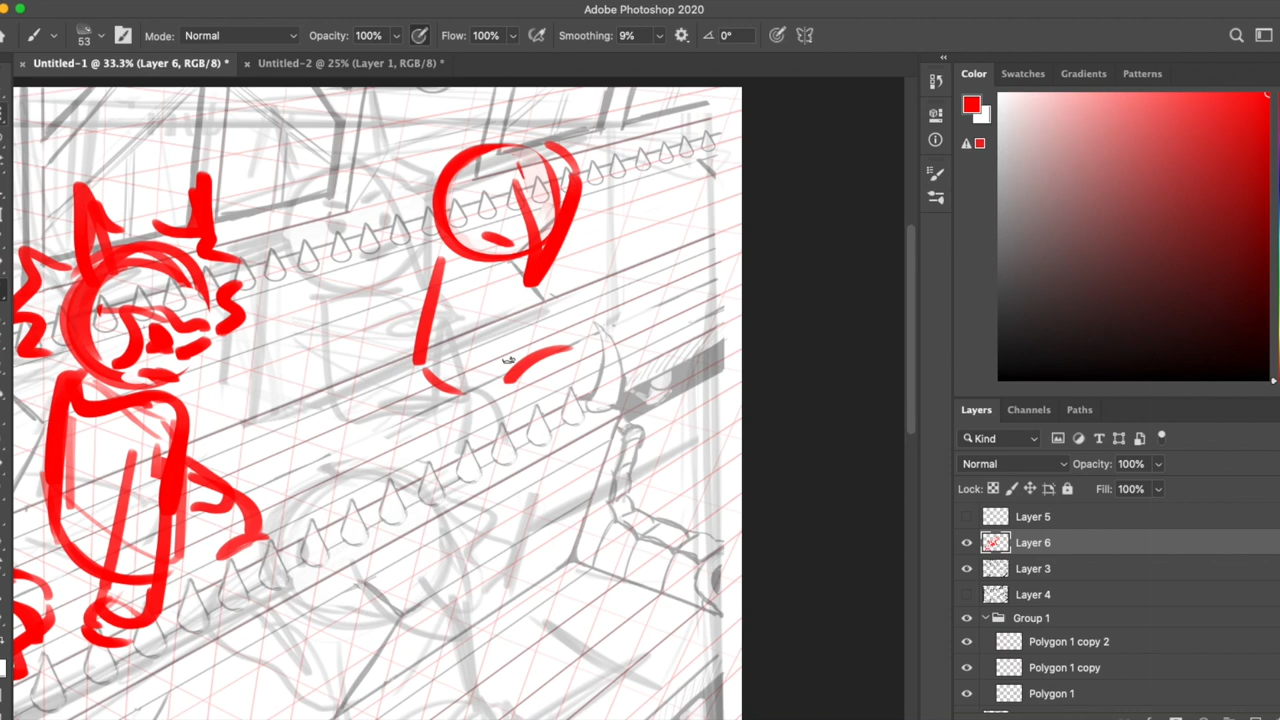 Adobe Photoshop 2020
53 Mode: Normal Opacity: 100% Flow: 100% Smoothing: 9% 0°
× Untitled-1 @ 33.3% (Layer 6, RGB/8) * × Untitled-2 @ 25% (Layer 1, RGB/8) *
Color Swatches Gradients Patterns
Layers Channels Paths
Kind
Normal Opacity: 100%
Lock: Fill: 100%
Layer 5
Layer 6
Layer 3
Layer 4
Group 1
Polygon 1 copy 2
Polygon 1 copy
Polygon 1